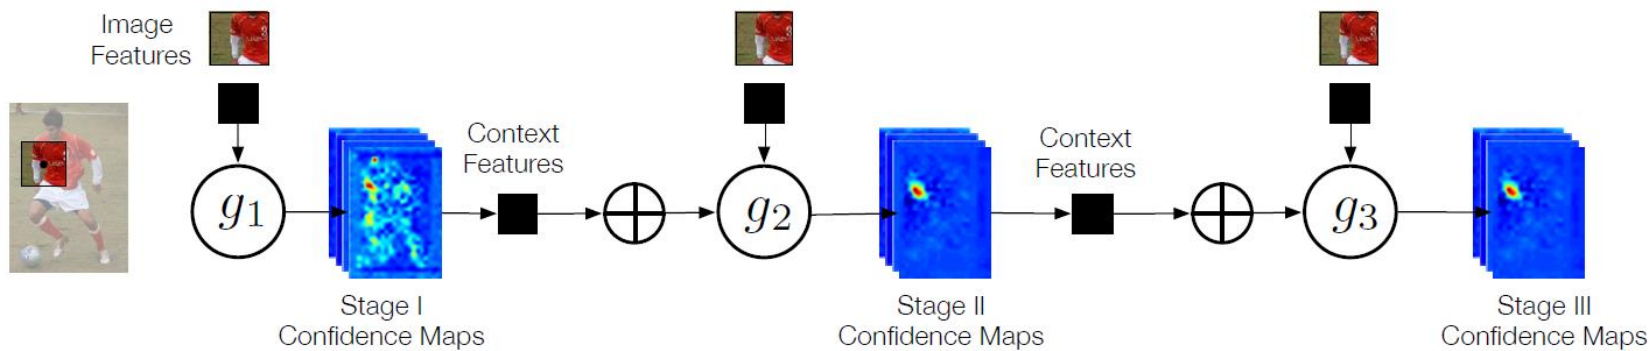 Image
Features
g1
Stage I
Confidence Maps
Context
Features
g2
Stage II
Confidence Maps
Context
Features
g3
Stage III
Confidence Maps